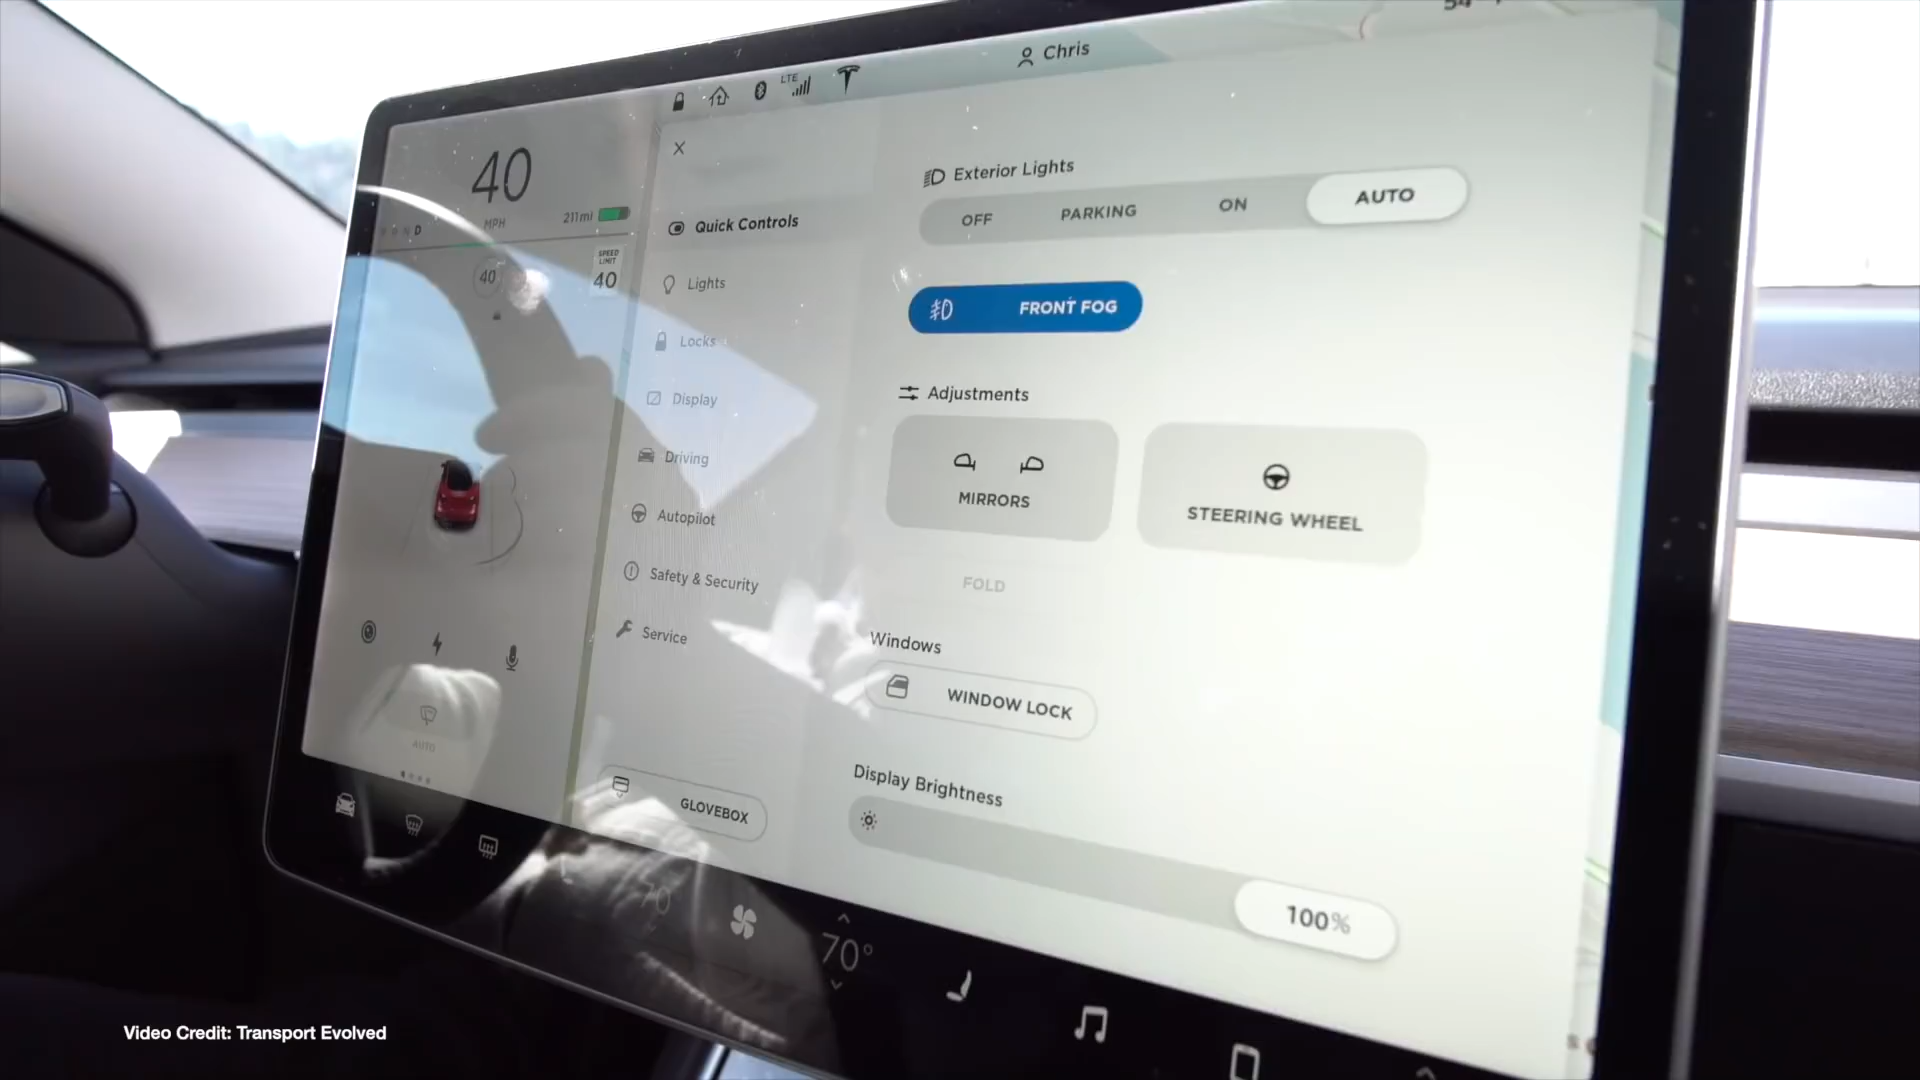 LTE
Chris
40
MPH
D
211mi
40
SPEED
LIMIT
40
Quick Controls
Lights
Locks
Display
Driving
Autopilot
Safety & Security
Service
GLOVEBOX
AUTO
Exterior Lights
OFF
PARKING
ON
AUTO
FRONT FOG
Adjustments
MIRRORS
STEERING WHEEL
FOLD
Windows
WINDOW LOCK
Display Brightness
100%
70
70°
Video Credit: Transport Evolved